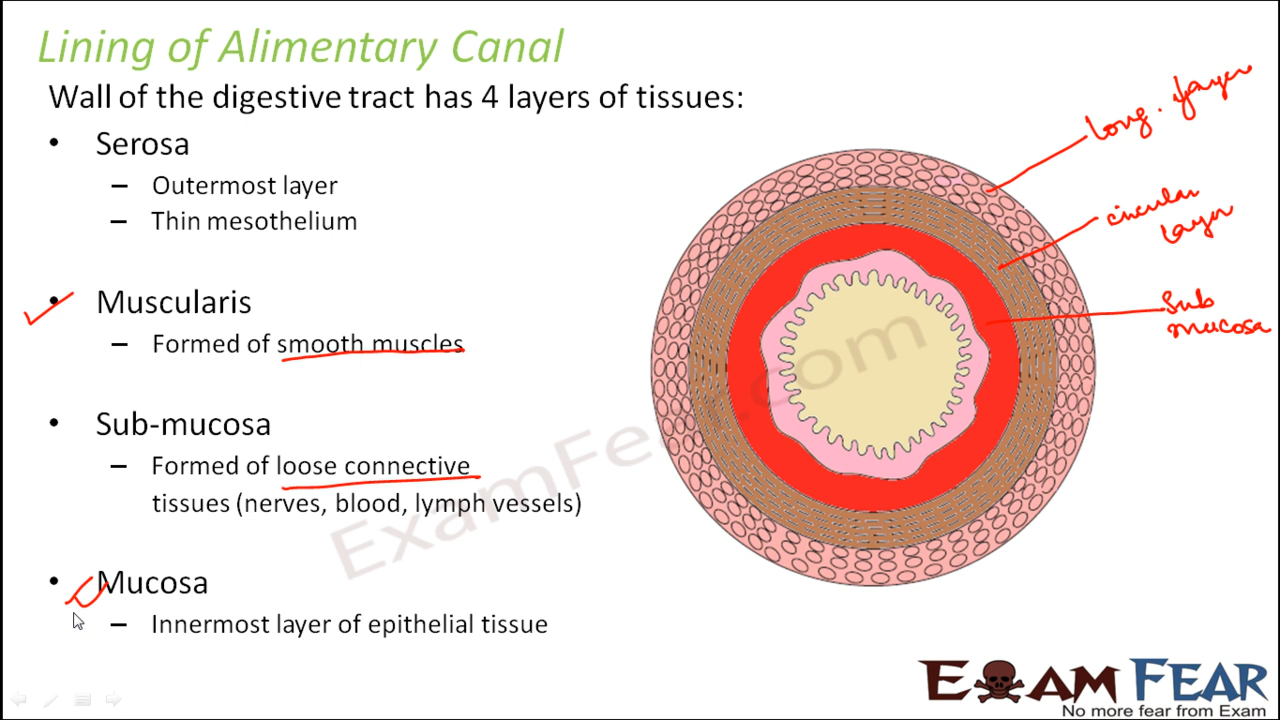 Lining of Alimentary Canal
Wall of the digestive tract has 4 layers of tissues:
• Serosa
– Outermost layer
– Thin mesothelium
• Muscularis
– Formed of smooth muscles
• Sub-mucosa
– Formed of loose connective
tissues (nerves, blood, lymph vessels)
• Mucosa
– Innermost layer of epithelial tissue
long. layer
circular
layer
Sub
mucosa
ExamFear.com
EXAM FEAR
No more fear from Exam